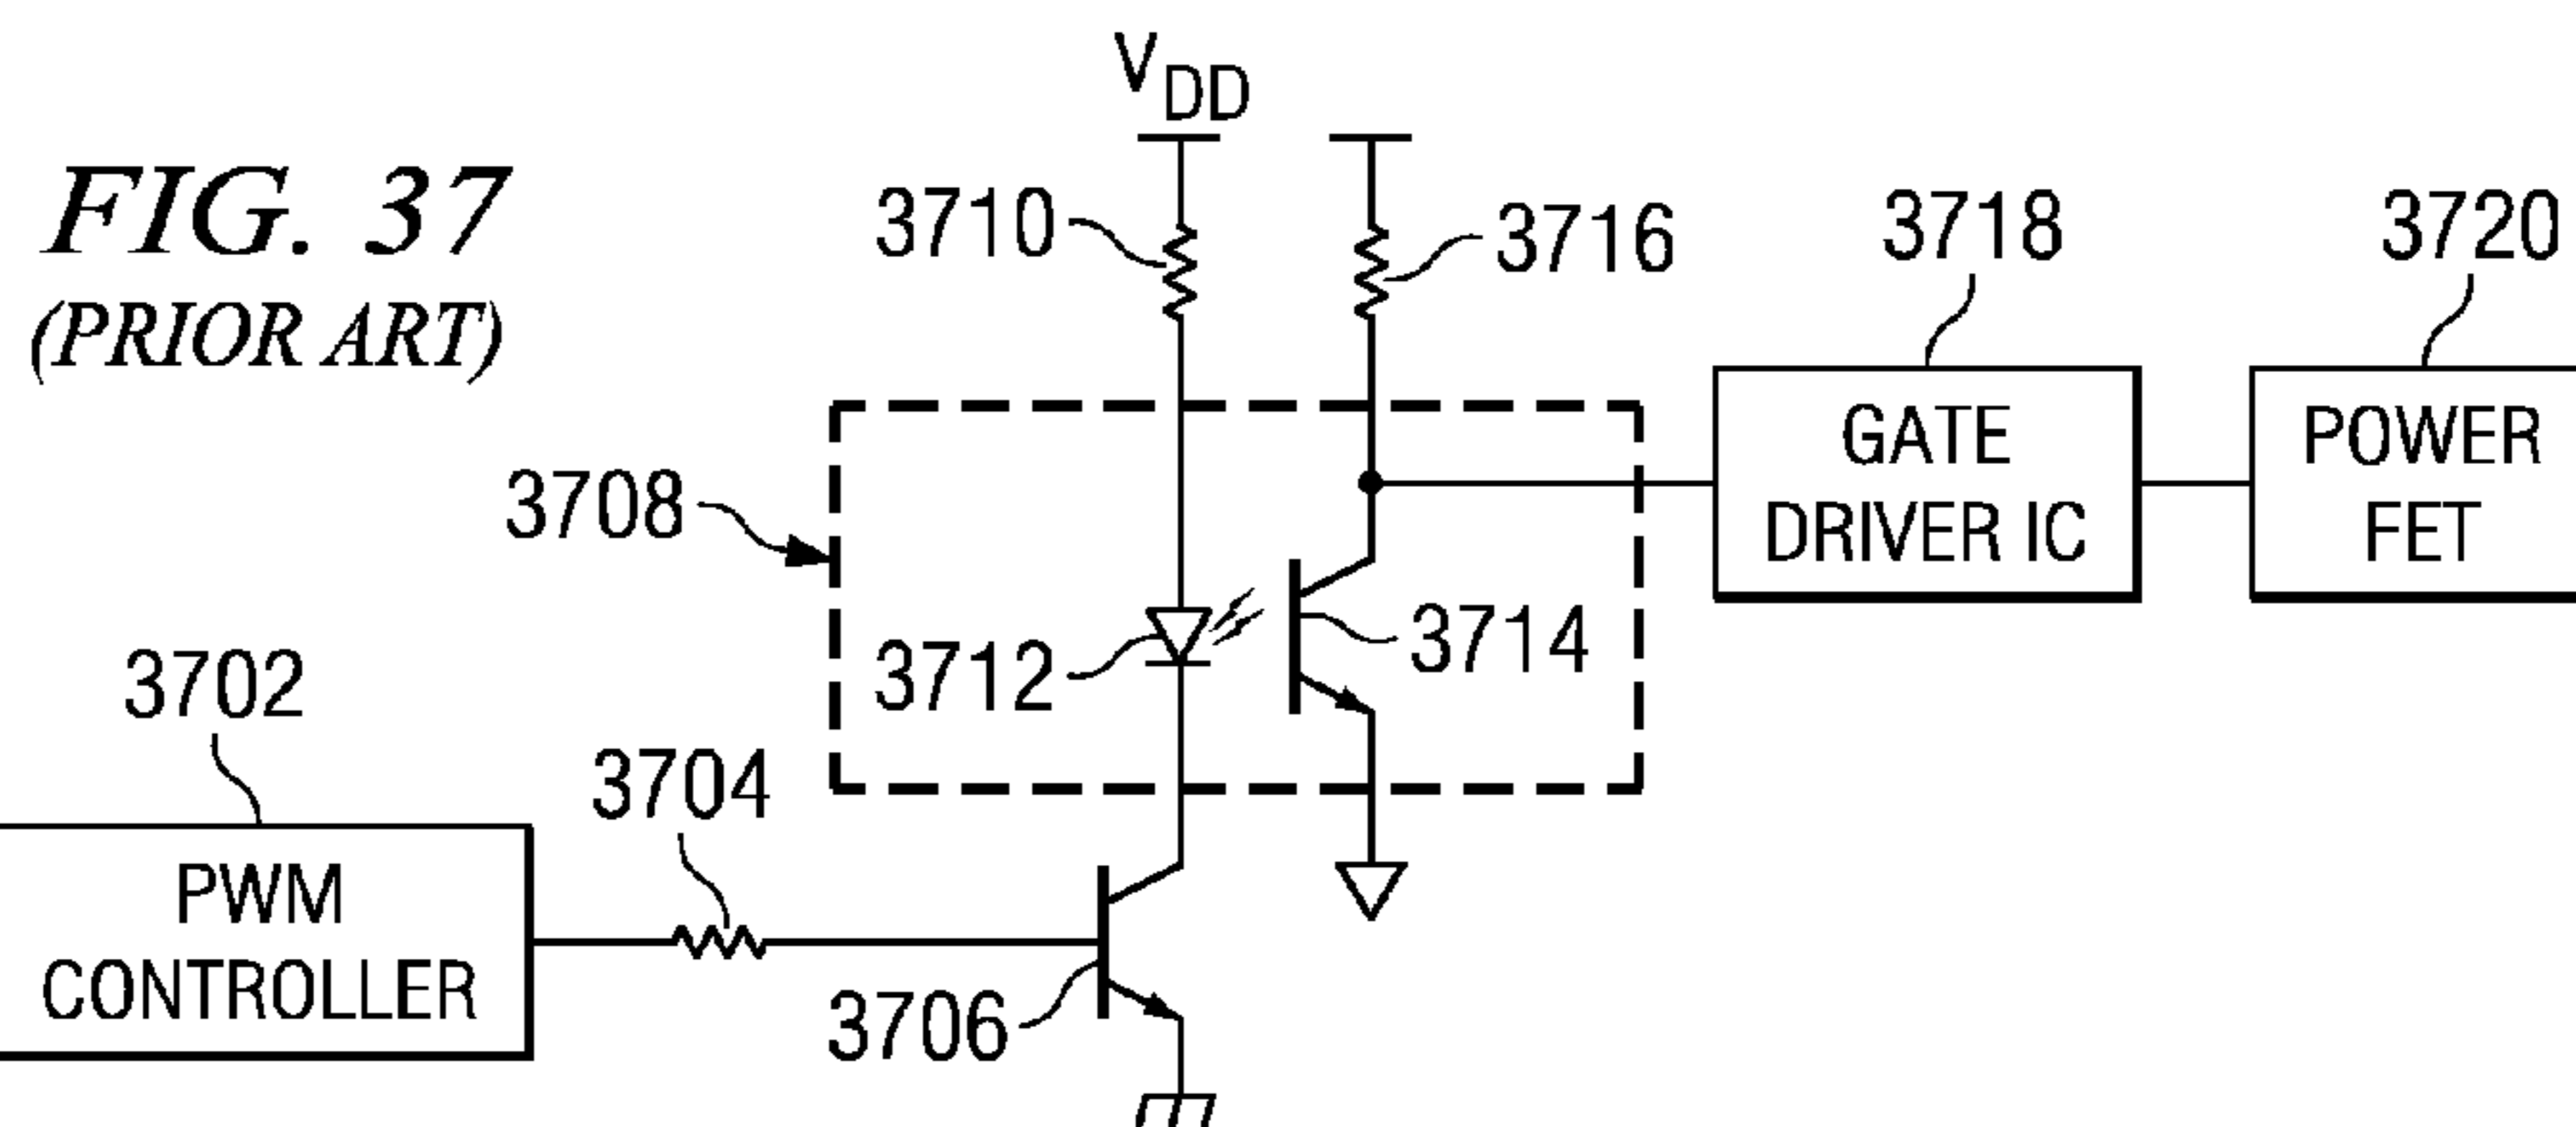 FIG. 37
(PRIOR ART)
VDD
3710
3716
3718
3720
GATE
DRIVER IC
POWER
FET
3708
3712
3714
3702
3704
PWM
CONTROLLER
3706